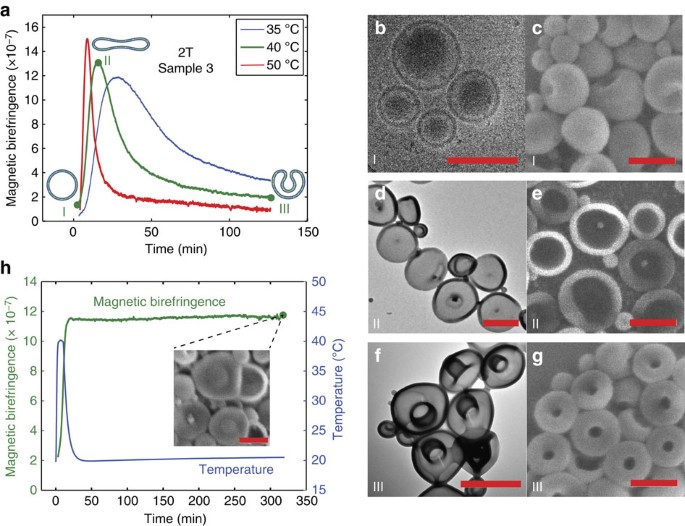 a
16
14
12
10
8
6
4
2
0
Magnetic birefringence (×10⁻⁷)
2T
Sample 3
35 °C
40 °C
50 °C
I
II
III
0
50
100
150
Time (min)
b
I
c
I
d
II
e
II
f
III
g
III
h
14
12
10
8
6
4
2
0
Magnetic birefringence (× 10⁻⁷)
Magnetic birefringence
Temperature
50
45
40
35
30
25
20
15
Temperature (°C)
0
50
100
150
200
250
300
350
Time (min)